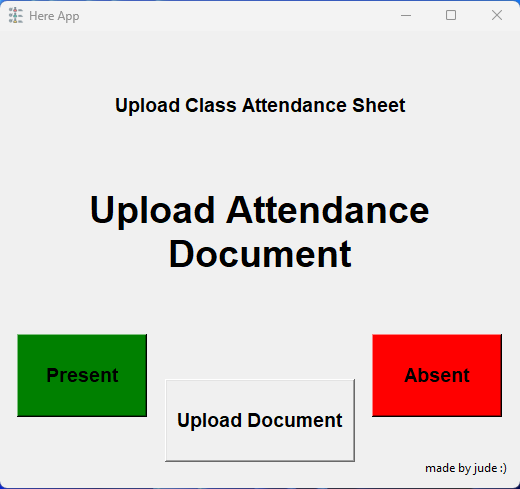 Here App
Upload Class Attendance Sheet
Upload Attendance
Document
Present
Absent
Upload Document
made by jude :)